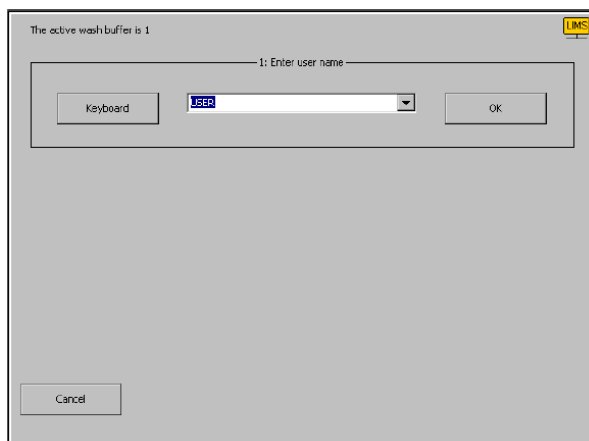 The active wash buffer is 1
LIMS
1: Enter user name
Keyboard
USER
OK
Cancel